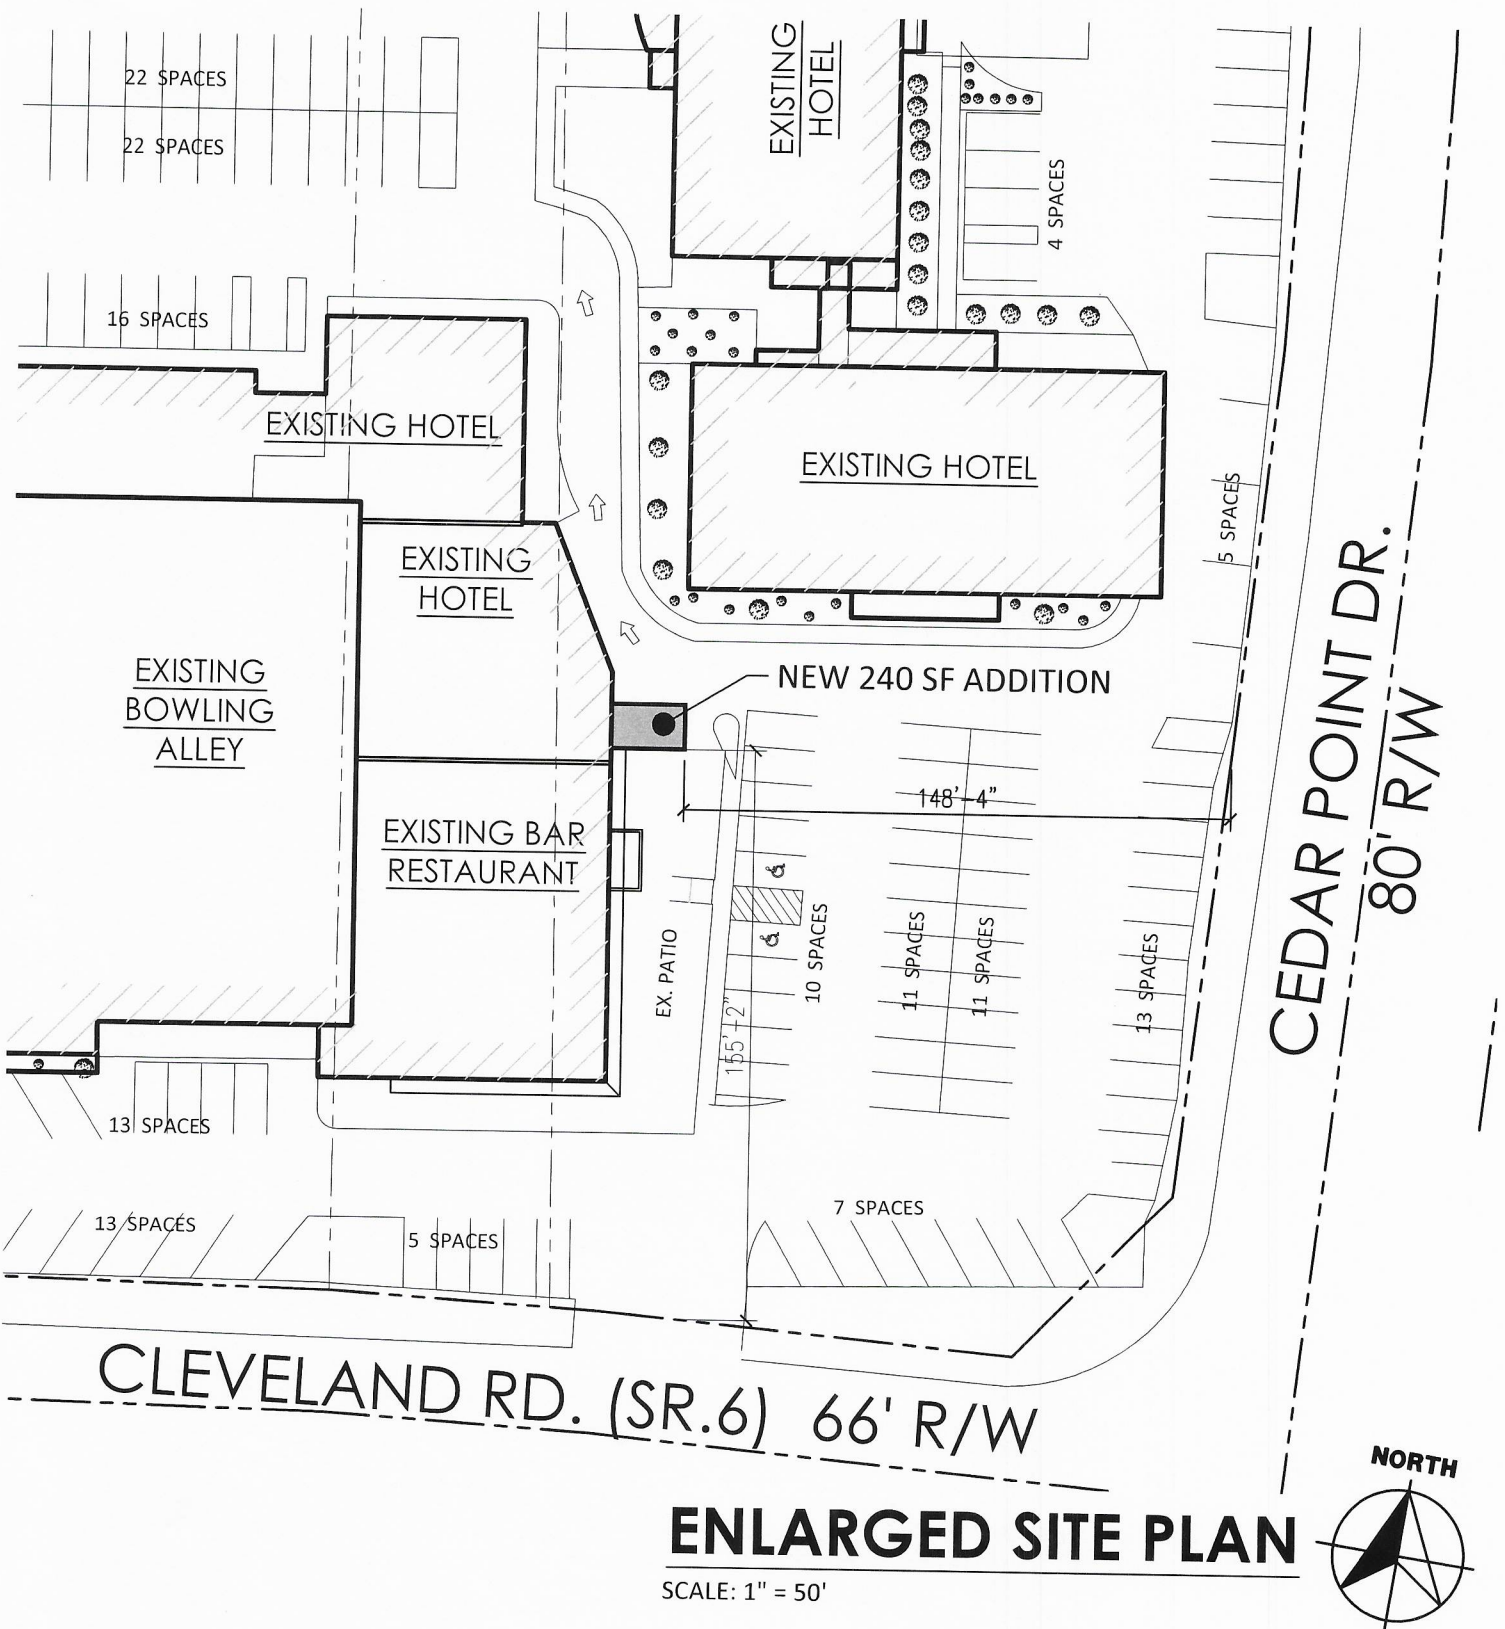 22 SPACES
22 SPACES
EXISTING
HOTEL
4 SPACES
16 SPACES
EXISTING HOTEL
EXISTING HOTEL
5 SPACES
EXISTING
HOTEL
EXISTING
BOWLING
ALLEY
NEW 240 SF ADDITION
148'-4"
EXISTING BAR
RESTAURANT
EX. PATIO
155'-2"
10 SPACES
11 SPACES
11 SPACES
13 SPACES
CEDAR POINT DR.
80' R/W
13 SPACES
13 SPACES
5 SPACES
7 SPACES
CLEVELAND RD. (SR.6) 66' R/W
NORTH
ENLARGED SITE PLAN
SCALE: 1" = 50'